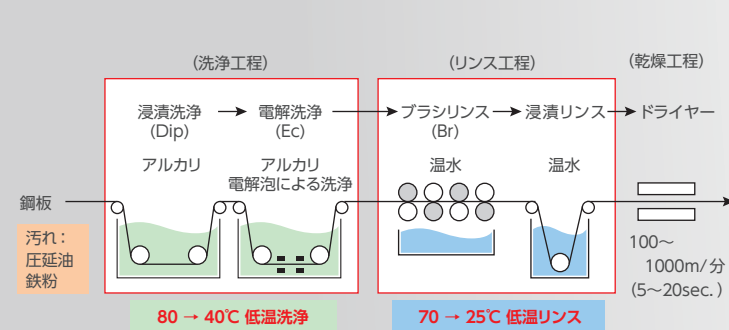 (洗浄工程)
(リンス工程)
(乾燥工程)
浸漬洗浄
(Dip)
電解洗浄
(Ec)
ブラシリンス
(Br)
浸漬リンス
ドライヤー
アルカリ
アルカリ
電解泡による洗浄
温水
温水
鋼板
汚れ：
圧延油
鉄粉
100〜
1000m/分
(5〜20sec.)
80 → 40℃ 低温洗浄
70 → 25℃ 低温リンス